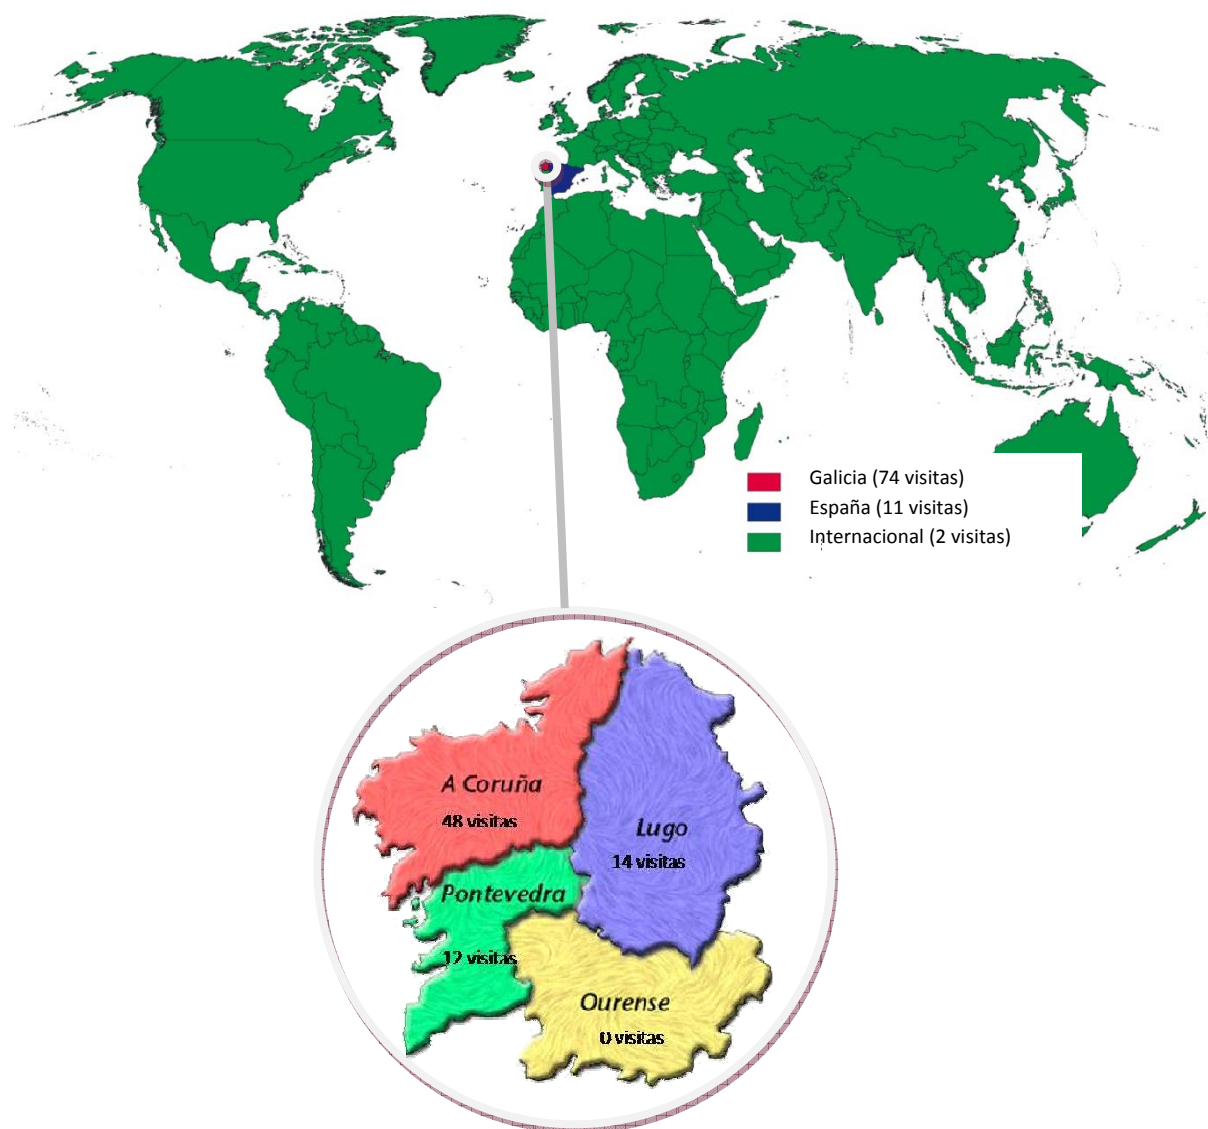 Galicia (74 visitas)
España (11 visitas)
Internacional (2 visitas)
A Coruña
48 visitas
Lugo
14 visitas
Pontevedra
12 visitas
Ourense
0 visitas